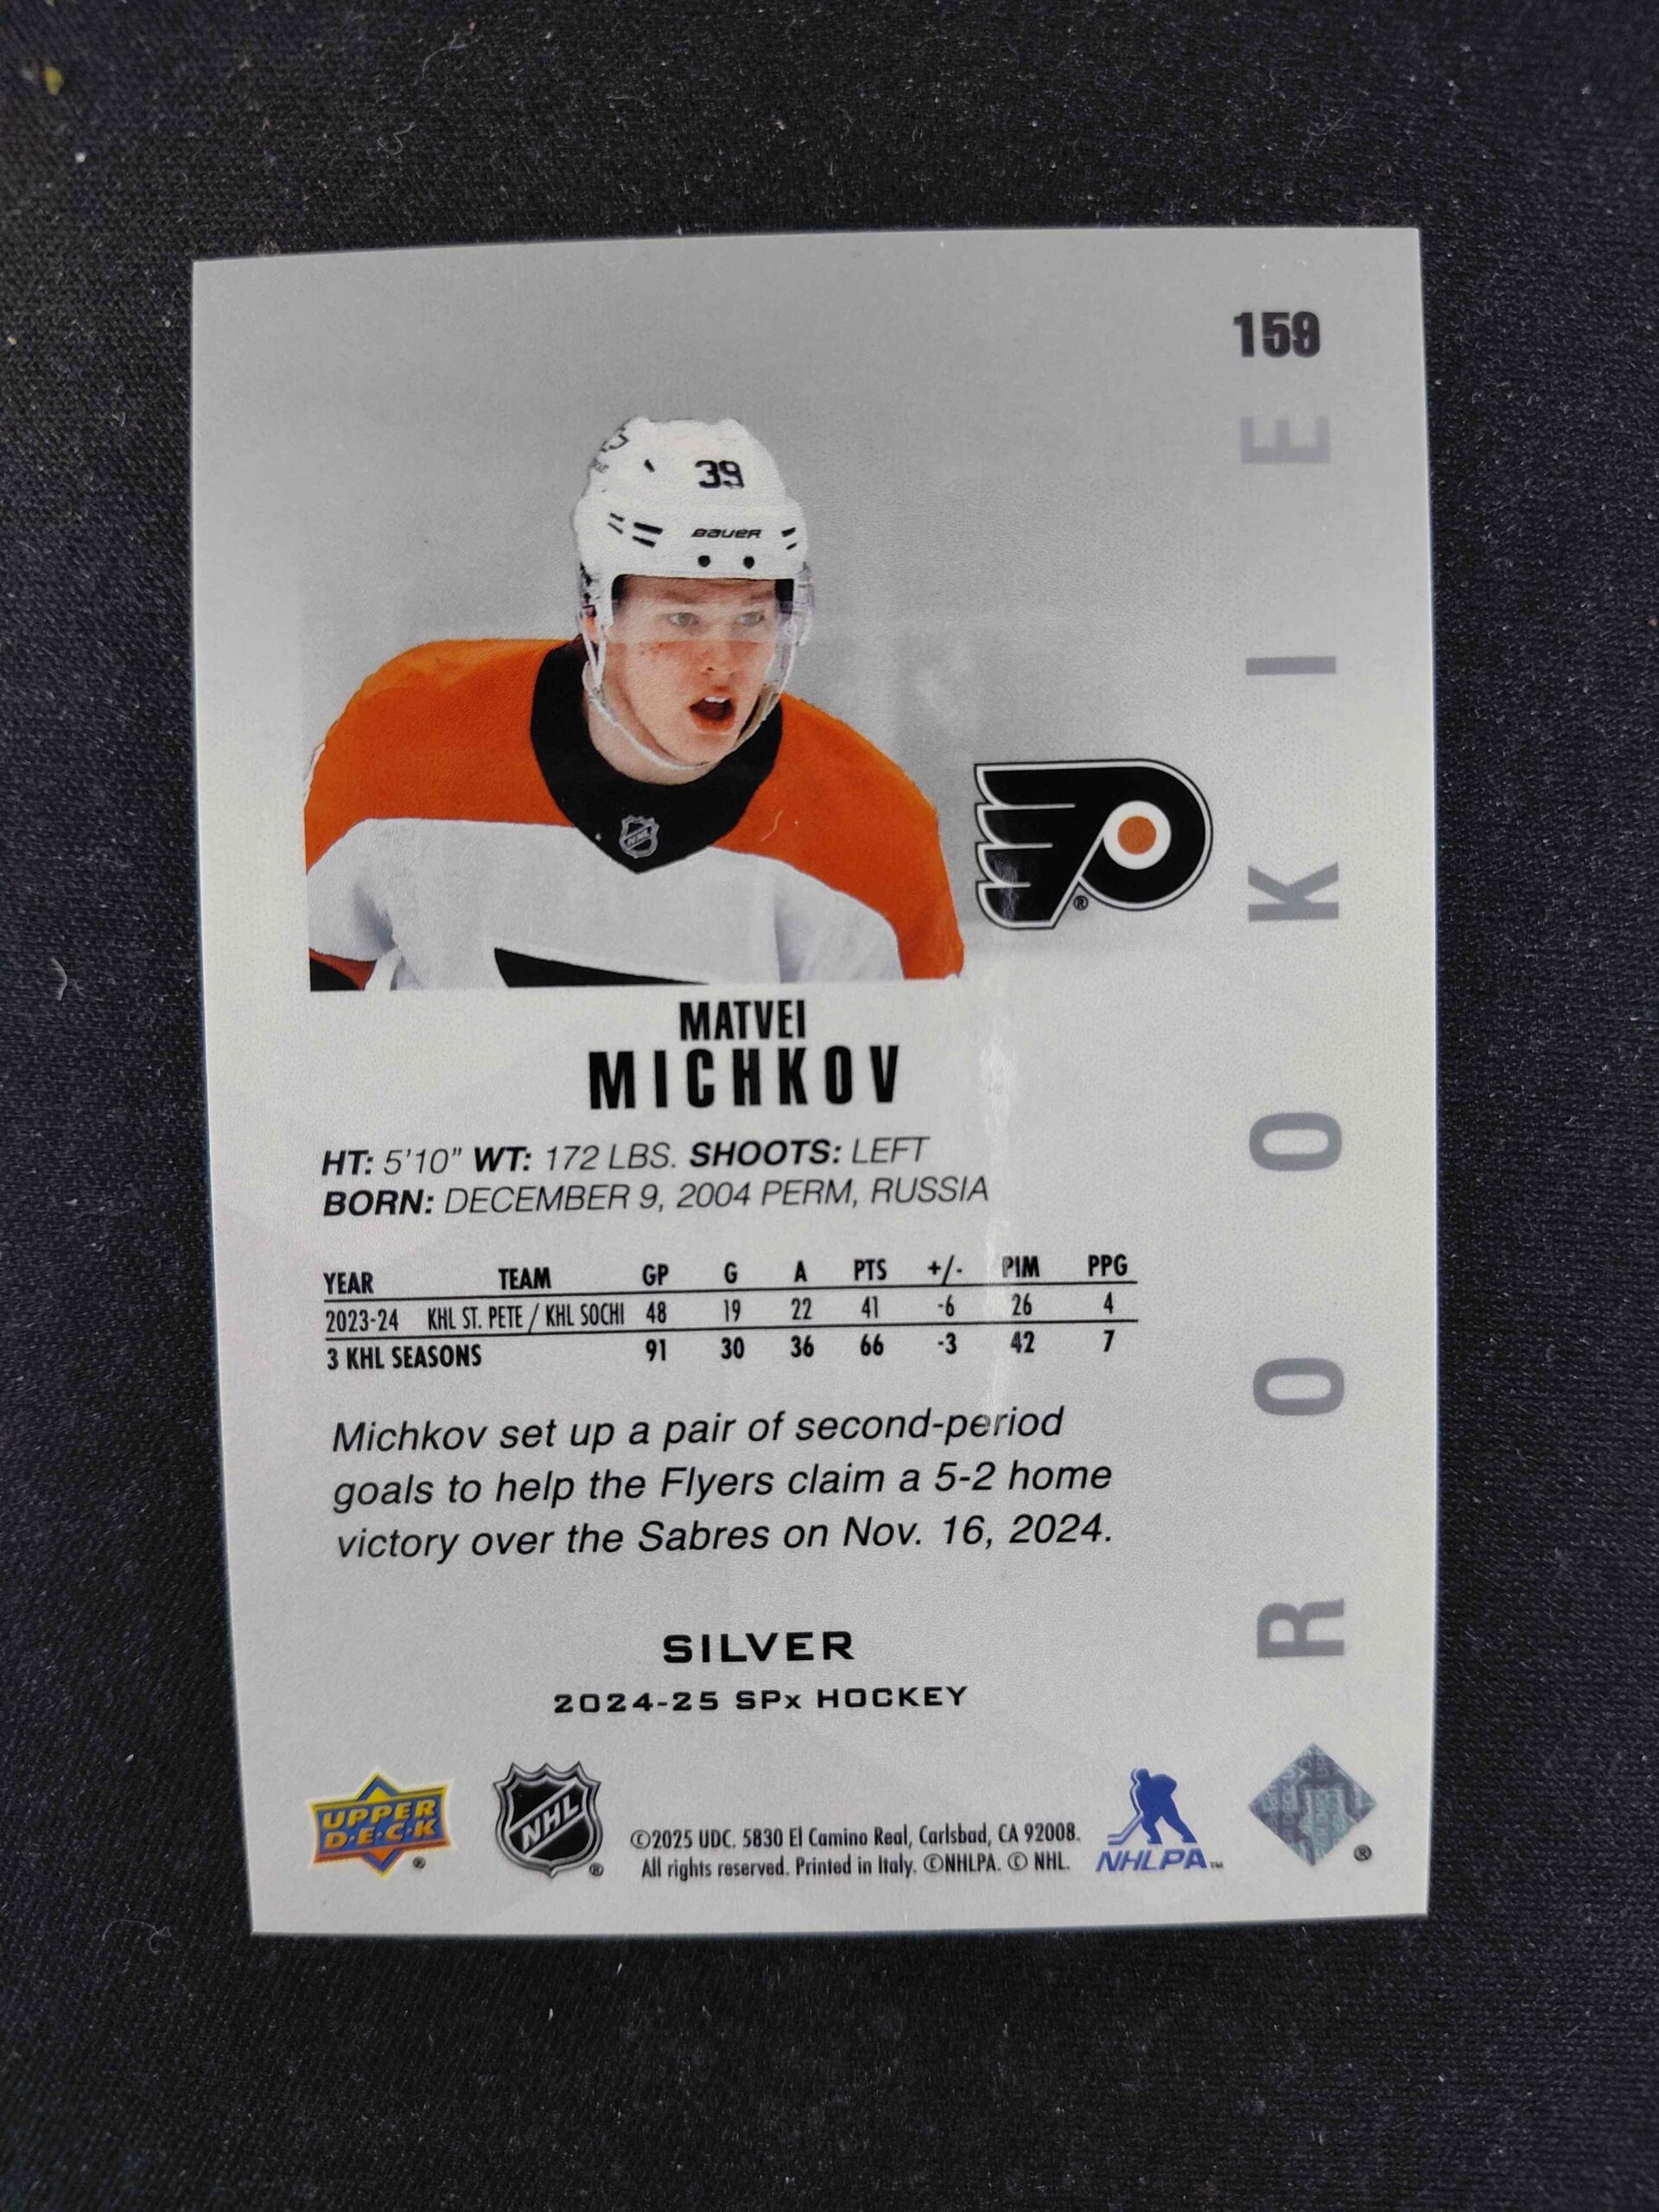 159
39
BAUER
NHL
ROOKIE
MATVEI
MICHKOV
HT: 5'10" WT: 172 LBS. SHOOTS: LEFT
BORN: DECEMBER 9, 2004 PERM, RUSSIA
YEAR TEAM GP G A PTS +/- PIM PPG
2023-24 KHL ST. PETE / KHL SOCHI 48 19 22 41 -6 26 4
3 KHL SEASONS 91 30 36 66 -3 42 7
Michkov set up a pair of second-period
goals to help the Flyers claim a 5-2 home
victory over the Sabres on Nov. 16, 2024.
SILVER
2024-25 SPx HOCKEY
UPPER
D·E·C·K
®
NHL
®
©2025 UDC. 5830 El Camino Real, Carlsbad, CA 92008.
All rights reserved. Printed in Italy. ©NHLPA. © NHL.
NHLPA™
®